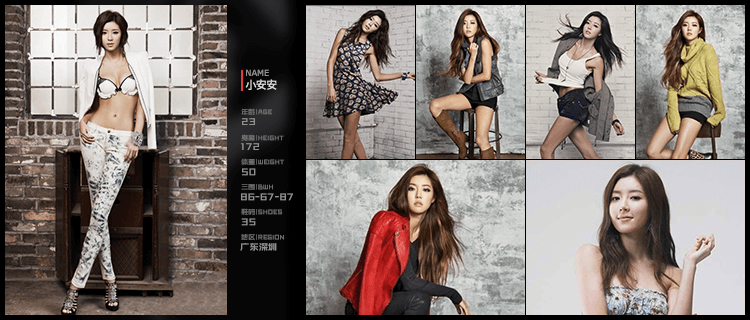 NAME
小安安
年龄|AGE
23
身高|HEIGHT
172
体重|WEIGHT
50
三围|BWH
86-67-87
鞋码|SHOES
35
地区|REGION
广东深圳